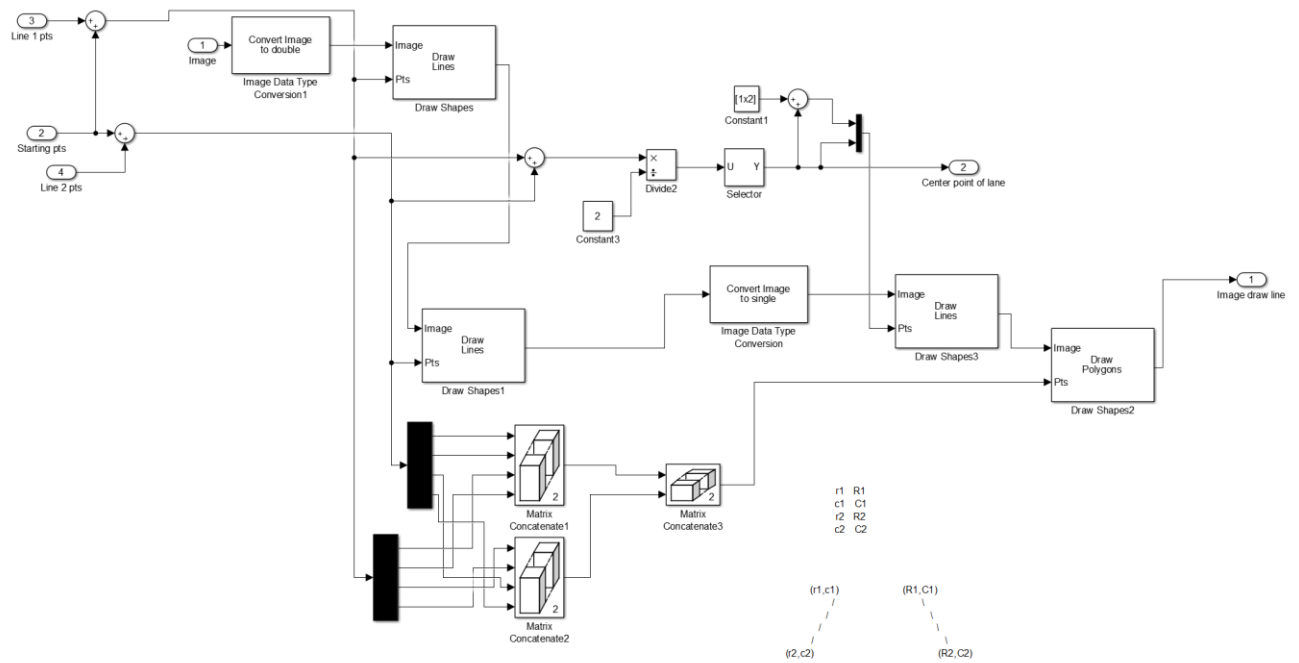 3
Line 1 pts
+
+
1
Image
Convert Image
to double
Image Data Type
Conversion1
Image
Pts
Draw
Lines
Draw Shapes
2
Starting pts
+
+
4
Line 2 pts
+
+
×
÷
Divide2
2
Constant3
U Y
Selector
[1x2]
Constant1
+
+
2
Center point of lane
Image
Pts
Draw
Lines
Draw Shapes1
Convert Image
to single
Image Data Type
Conversion
Image
Pts
Draw
Lines
Draw Shapes3
Image
Pts
Draw
Polygons
Draw Shapes2
1
Image draw line
2
Matrix
Concatenate1
2
Matrix
Concatenate2
2
Matrix
Concatenate3
r1 R1
c1 C1
r2 R2
c2 C2
(r1,c1) (R1,C1)
(r2,c2) (R2,C2)